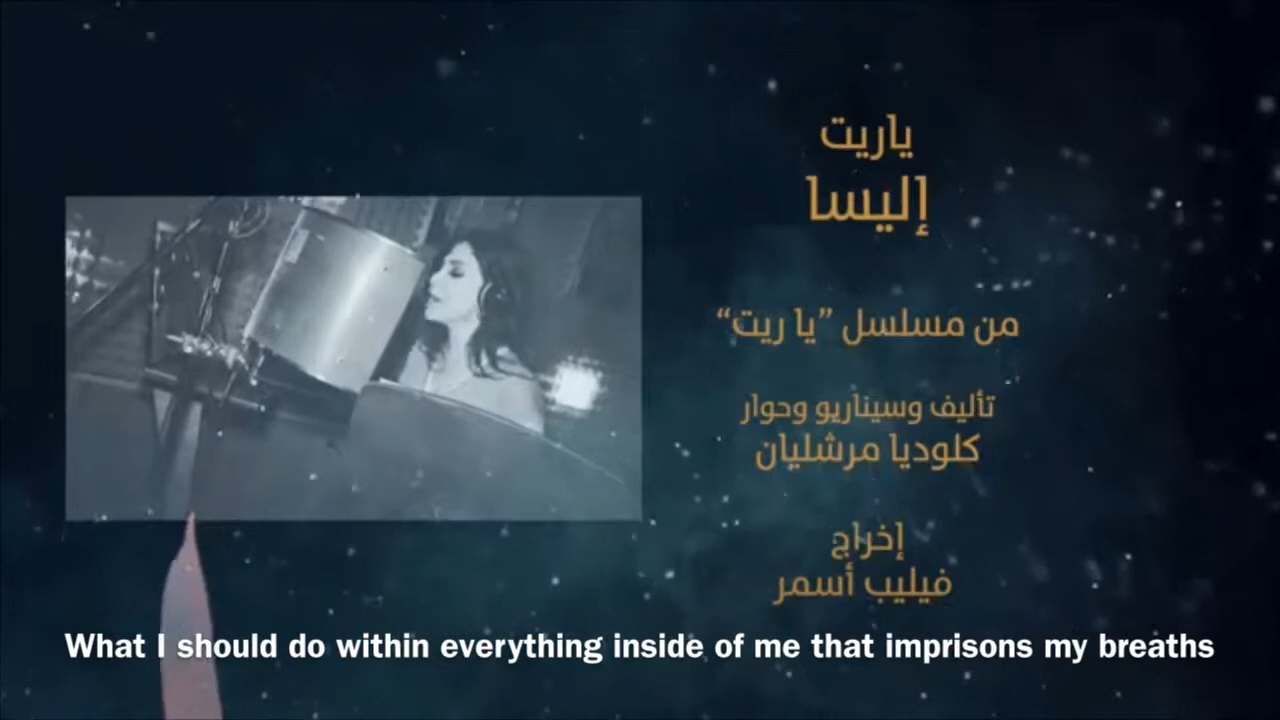 ياريت
إليسا
من مسلسل ”يا ريت“
تأليف وسيناريو وحوار
كلوديا مرشليان
إخراج
فيليب أسمر
What I should do within everything inside of me that imprisons my breaths